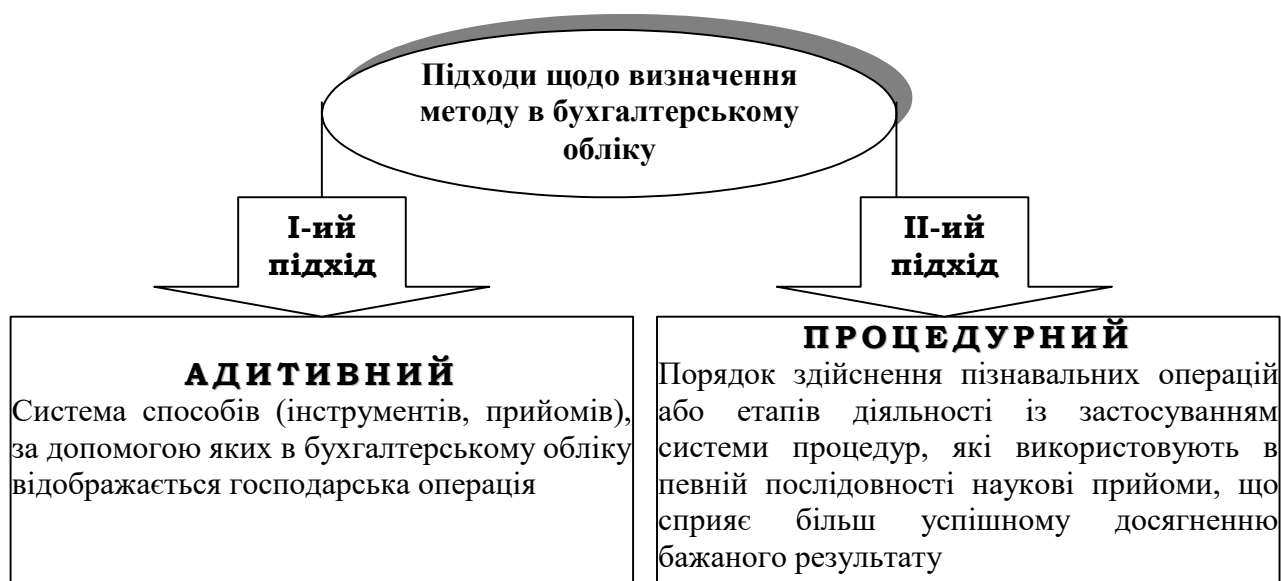 Підходи щодо визначення
методу в бухгалтерському
обліку
І-ий
підхід
ІІ-ий
підхід
АДИТИВНИЙ
Система способів (інструментів, прийомів),
за допомогою яких в бухгалтерському обліку
відображається господарська операція
ПРОЦЕДУРНИЙ
Порядок здійснення пізнавальних операцій
або етапів діяльності із застосуванням
системи процедур, які використовують в
певній послідовності наукові прийоми, що
сприяє більш успішному досягненню
бажаного результату